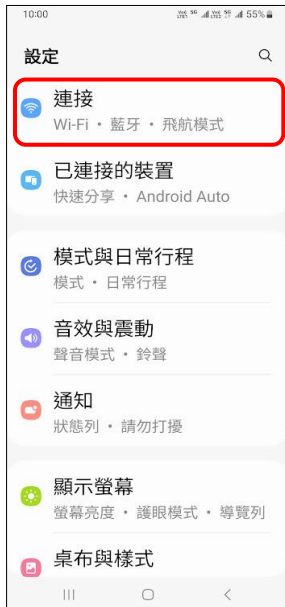 10:00
5G 5G 55%
設定
連接
Wi-Fi • 藍牙 • 飛航模式
已連接的裝置
快速分享 • Android Auto
模式與日常行程
模式 • 日常行程
音效與震動
聲音模式 • 鈴聲
通知
狀態列 • 請勿打擾
顯示螢幕
螢幕亮度 • 護眼模式 • 導覽列
桌布與樣式